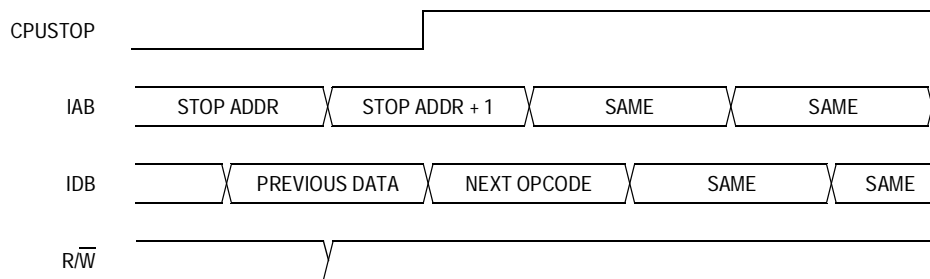 CPUSTOP
IAB STOP ADDR STOP ADDR + 1 SAME SAME
IDB PREVIOUS DATA NEXT OPCODE SAME SAME
R/W̅